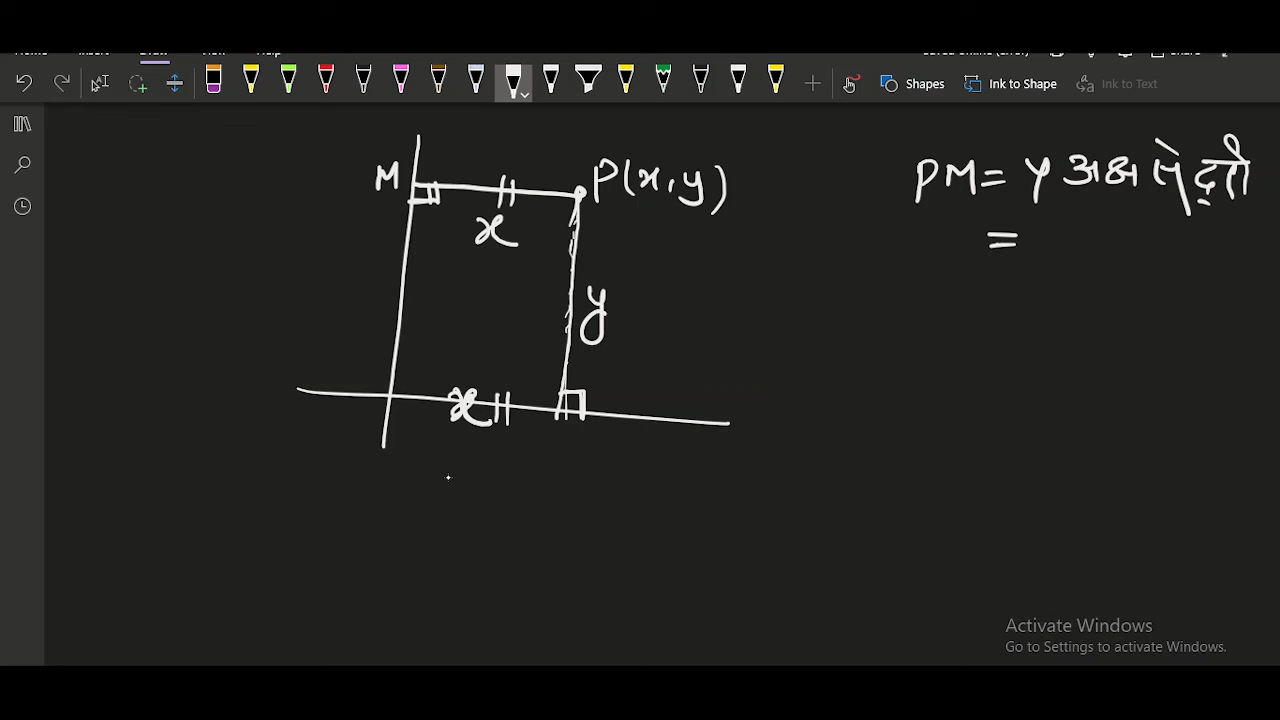 Shapes
Ink to Shape
Ink to Text
M
P(x,y)
x
y
x
PM= y अक्ष से दूरी
=
Activate Windows
Go to Settings to activate Windows.